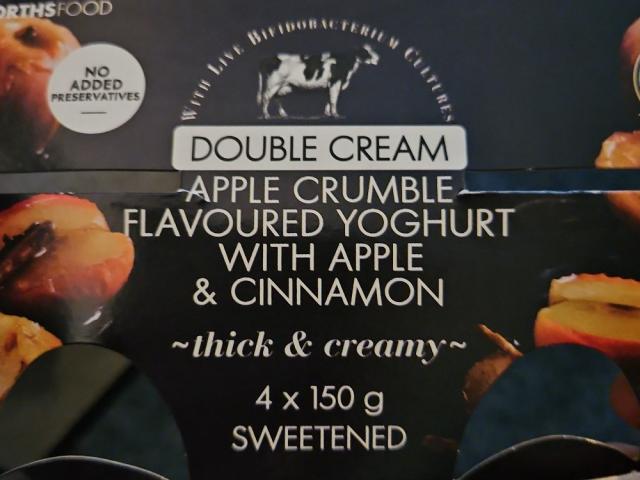 ORTHSFOOD
NO
ADDED
PRESERVATIVES
WITH LIVE BIFIDOBACTERIUM CULTURES
DOUBLE CREAM
APPLE CRUMBLE
FLAVOURED YOGHURT
WITH APPLE
& CINNAMON
~thick & creamy~
4 x 150 g
SWEETENED